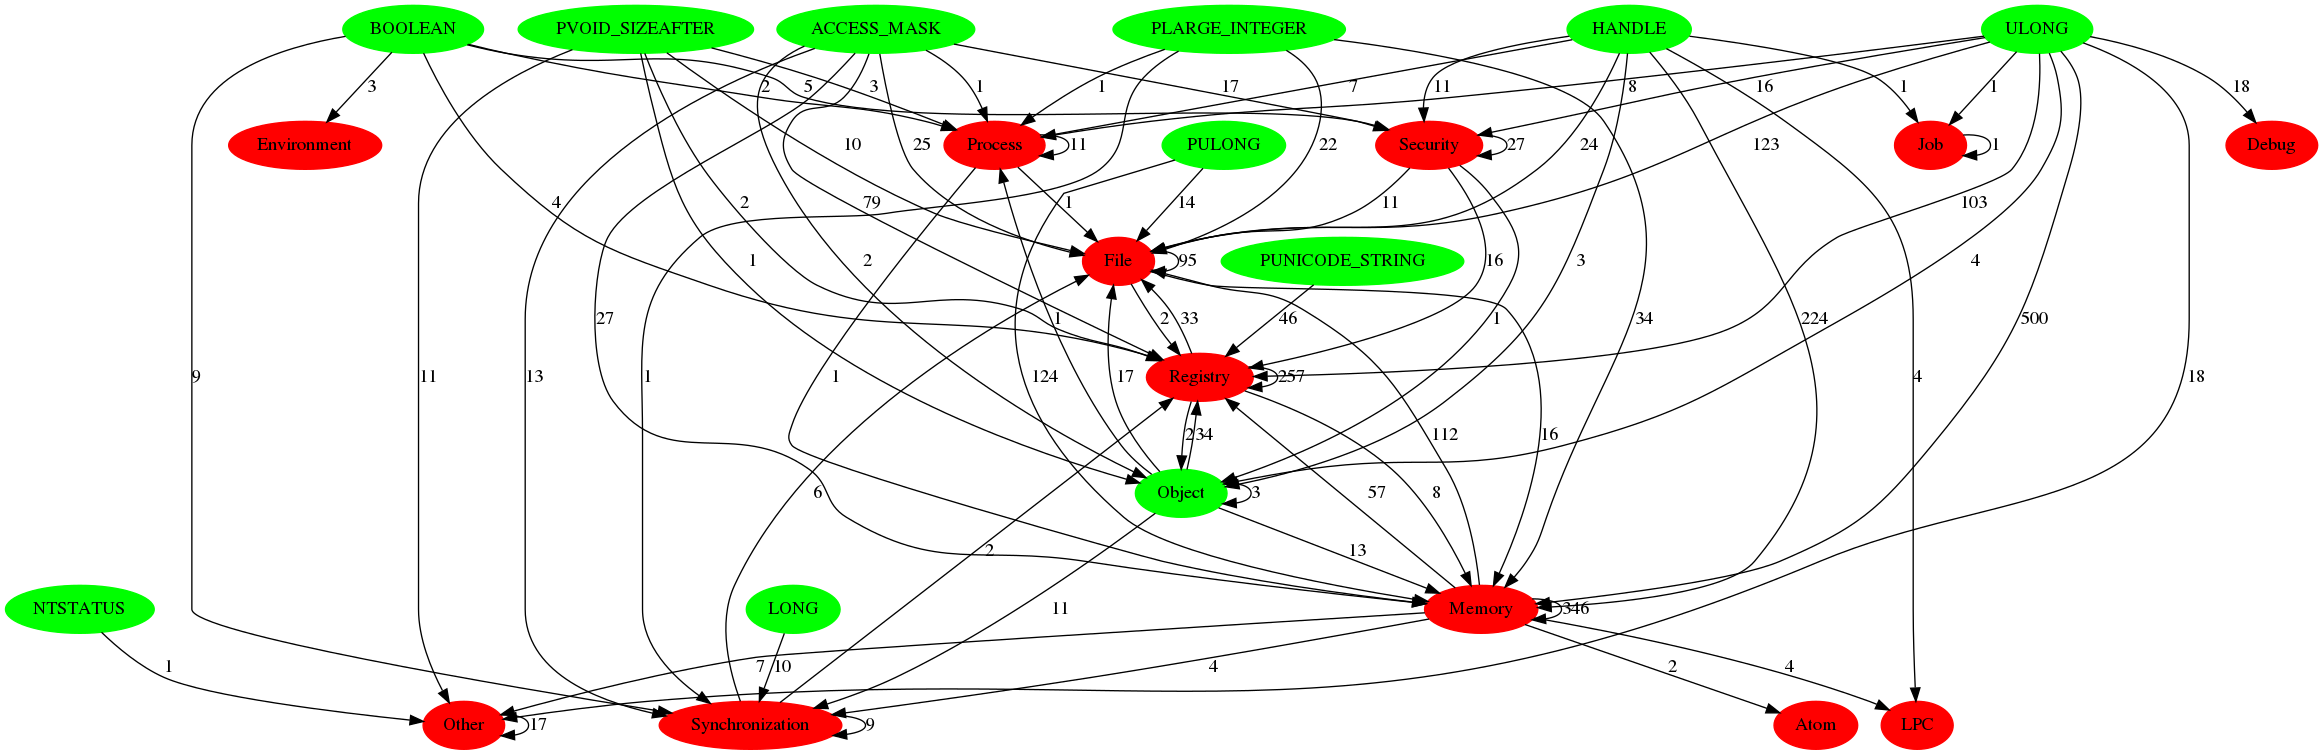 BOOLEAN PVOID_SIZEAFTER ACCESS_MASK PLARGE_INTEGER HANDLE ULONG
3 2 5 3 1 17 1 11 7 8 16 1 1 18
Environment Process 11 PULONG Security 27 Job 1 Debug
10 25 22 24 123
4 2 79 1 14 11 3 103
1 2 File 95 PUNICODE_STRING 16 4
27 1 2 33 46 1 34 224 500
9 11 13 1 1 124 17 Registry 257 4 18
2 34 112 16
6 Object 3 57 8
2 13
NTSTATUS LONG 11 Memory 346
1 7 10 4 2 4
Other 17 Synchronization 9 Atom LPC